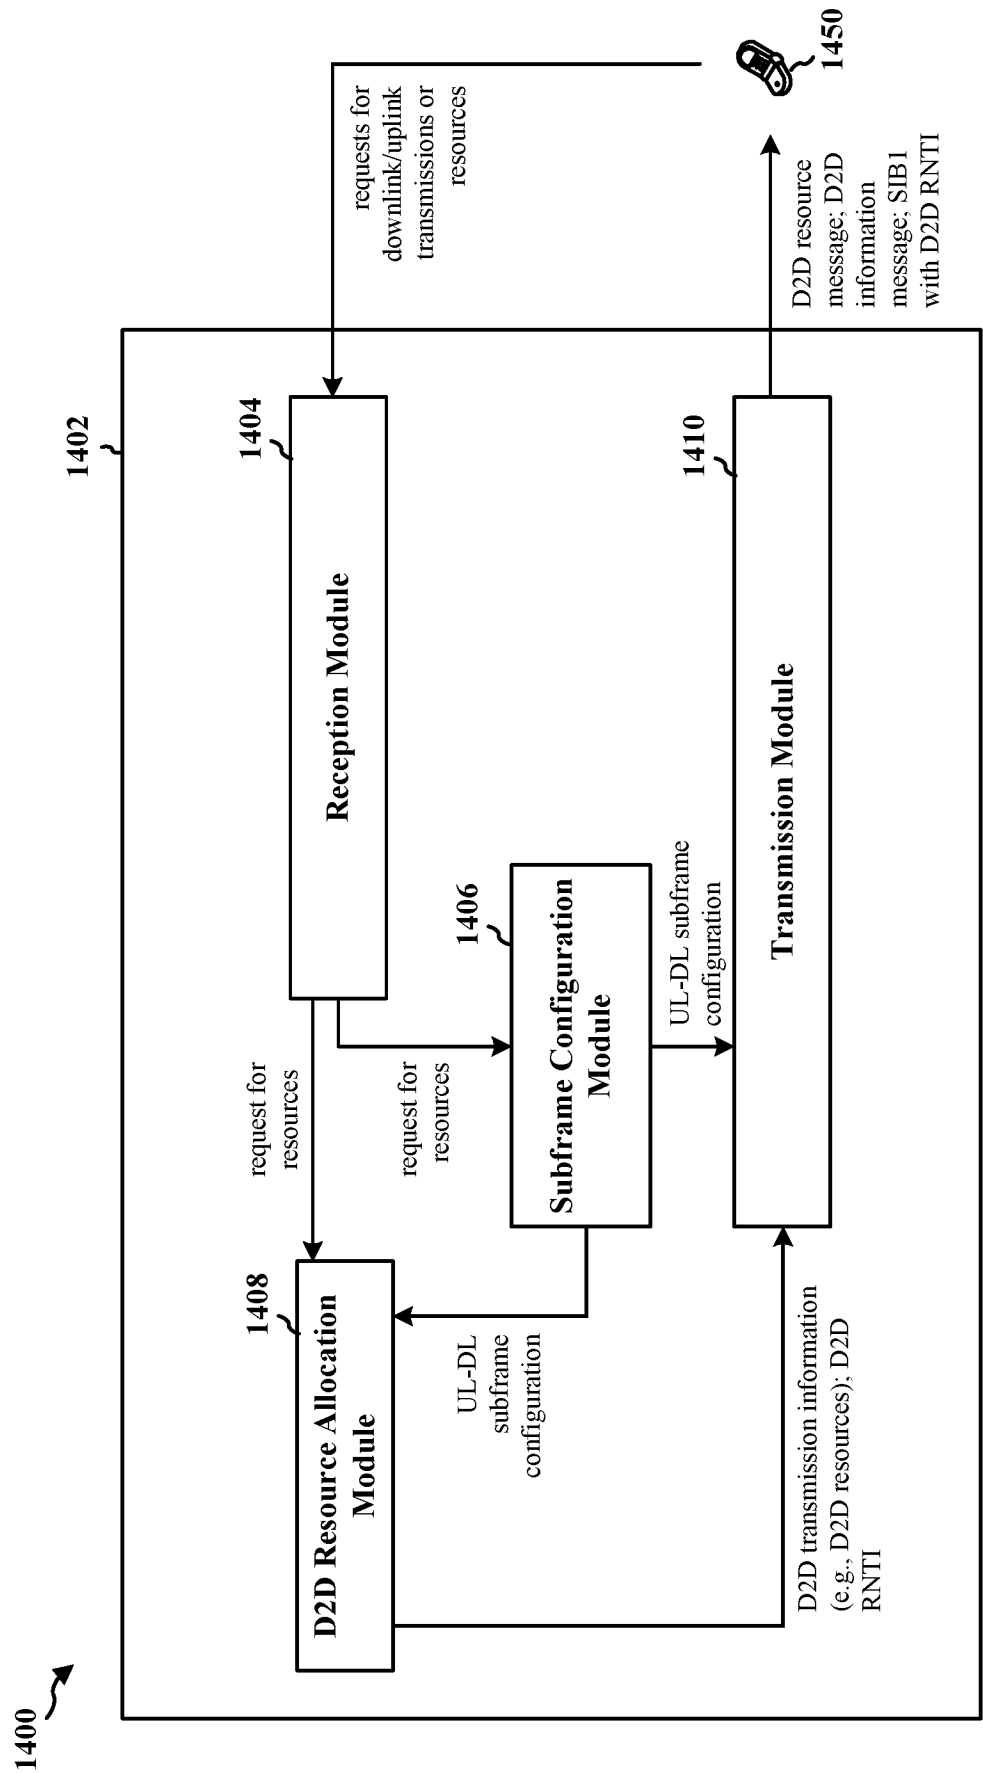 1400
1402
D2D Resource Allocation
Module
1408
request for
resources
Reception Module
1404
requests for
downlink/uplink
transmissions or
resources
request for
resources
UL-DL
subframe
configuration
Subframe Configuration
Module
1406
UL-DL subframe
configuration
D2D transmission information
(e.g., D2D resources); D2D
RNTI
Transmission Module
1410
D2D resource
message; D2D
information
message; SIB1
with D2D RNTI
1450